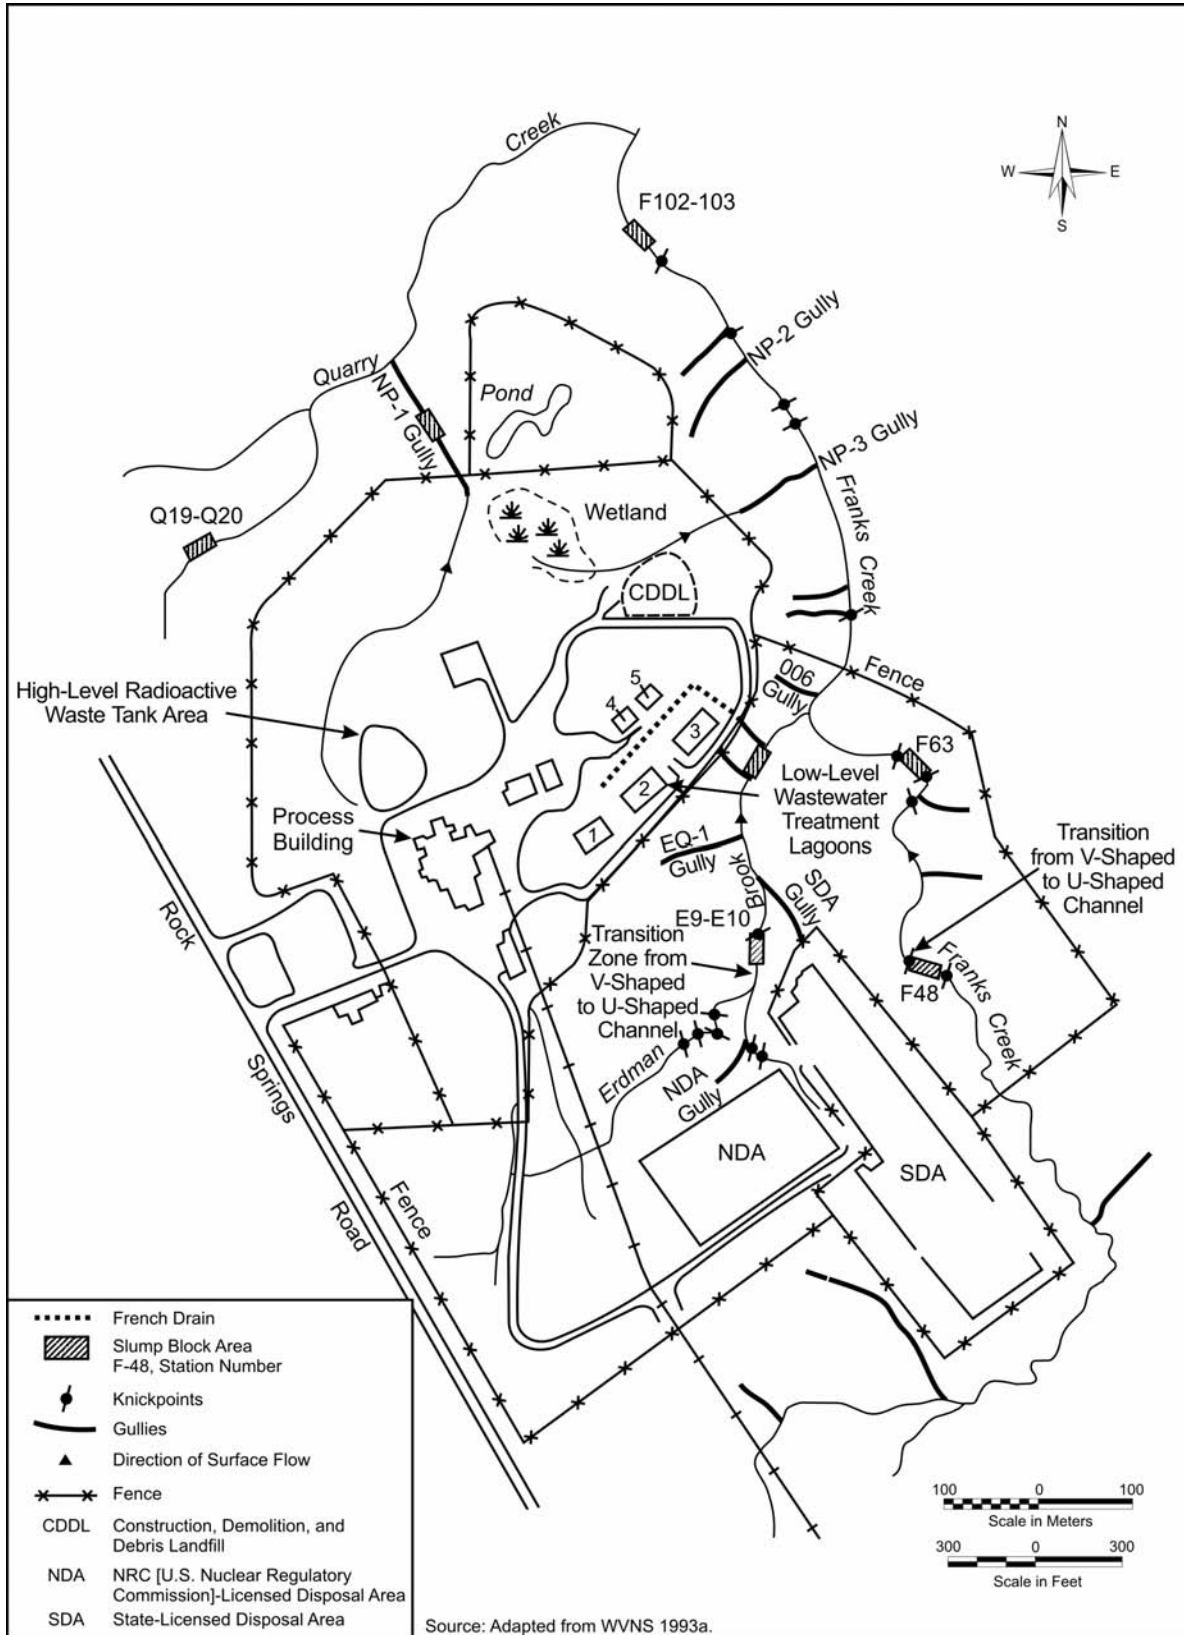 Creek
N
W
E
S
F102-103
NP-2 Gully
Quarry
NP-1 Gully
Pond
NP-3 Gully
Franks
Creek
Q19-Q20
Wetland
CDDL
Fence
006
Gully
High-Level Radioactive
Waste Tank Area
5
4
3
2
1
F63
Low-Level
Wastewater
Treatment
Lagoons
Process
Building
Transition
from V-Shaped
to U-Shaped
Channel
EQ-1
Gully
Brook
SDA
Gully
E9-E10
Transition
Zone from
V-Shaped
to U-Shaped
Channel
F48
Franks
Creek
Rock
Springs
Road
Erdman
NDA
Gully
NDA
SDA
Fence
French Drain
Slump Block Area
F-48, Station Number
Knickpoints
Gullies
Direction of Surface Flow
Fence
CDDL Construction, Demolition, and
Debris Landfill
NDA NRC [U.S. Nuclear Regulatory
Commission]-Licensed Disposal Area
SDA State-Licensed Disposal Area
Source: Adapted from WVNS 1993a.
100 0 100
Scale in Meters
300 0 300
Scale in Feet